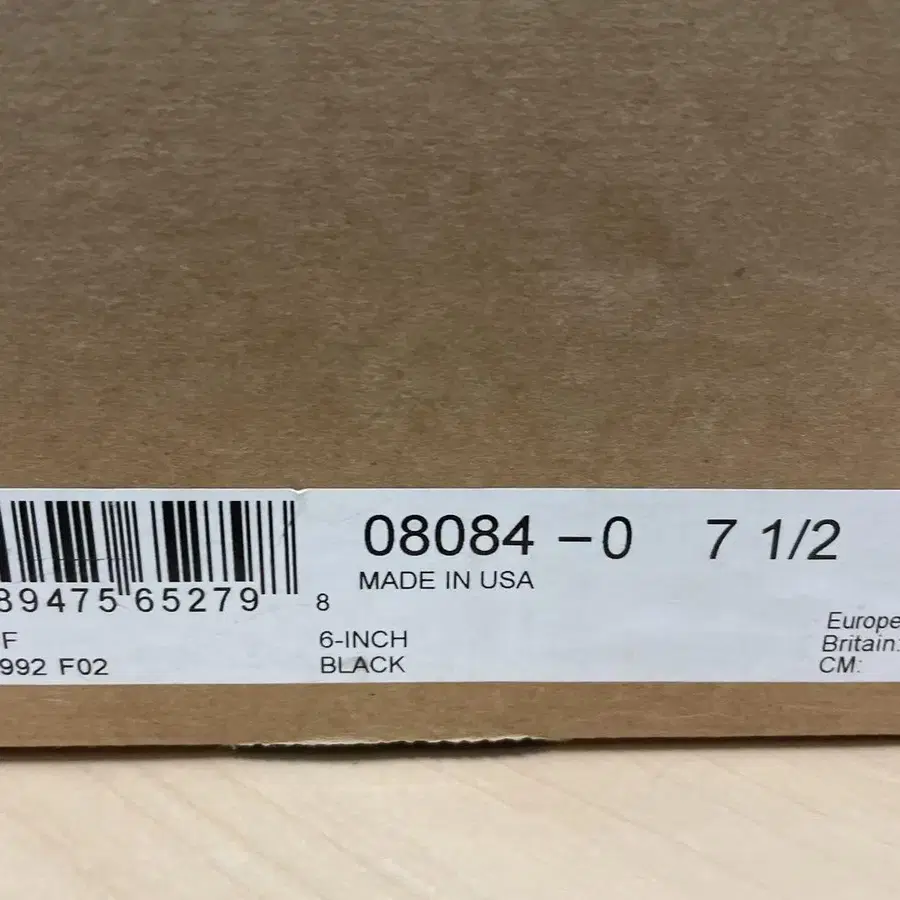 08084 -0 7 1/2
MADE IN USA
89475 65279 8
F 6-INCH Europe
992 F02 BLACK Britain:
CM: